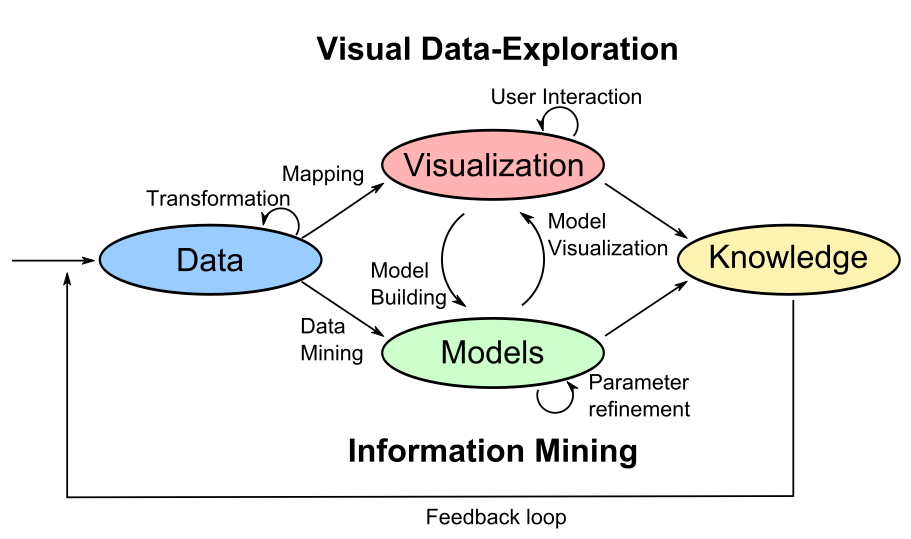 Visual Data-Exploration
User Interaction
Visualization
Mapping
Transformation
Data
Model
Visualization
Knowledge
Model
Building
Data
Mining
Models
Parameter
refinement
Information Mining
Feedback loop